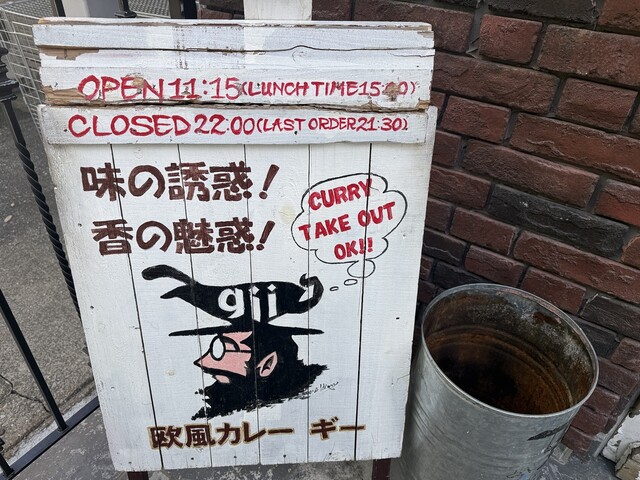 OPEN 11:15 (LUNCH TIME 15:00)
CLOSED 22:00 (LAST ORDER 21:30)
味の誘惑!
香の魅惑!
CURRY
TAKE OUT
OK!!
gii
欧風カレー ギー